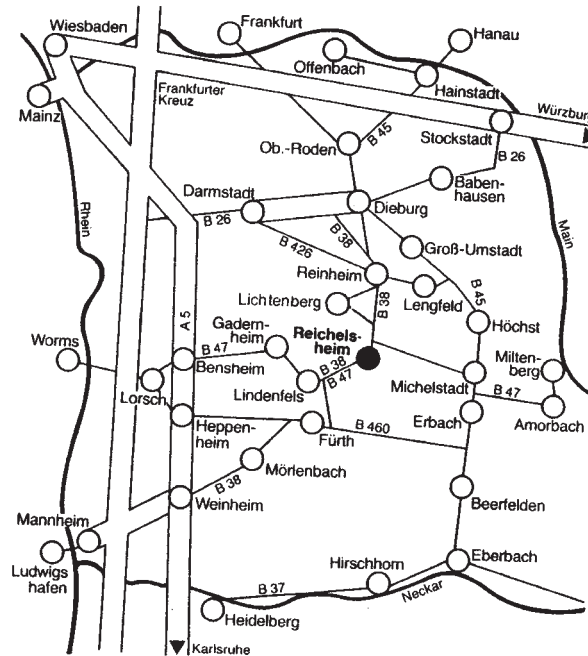 Wiesbaden
Frankfurt
Hanau
Offenbach
Hainstadt
Mainz
Frankfurter
Kreuz
Würzburg
Stockstadt
B 45
Ob.-Roden
B 26
Baben-
hausen
Darmstadt
Dieburg
Rhein
B 26
B 38
Main
Groß-Umstadt
B 426
Reinheim
B 45
Lengfeld
Lichtenberg
B 38
Höchst
A 5
Gadern-
heim
Reichels-
heim
Worms
B 47
Bensheim
B 38
B 47
Milten-
berg
Michelstadt
B 47
Lorsch
Lindenfels
Erbach
Amorbach
Heppen-
heim
Fürth
B 460
Mörlenbach
B 38
Weinheim
Beerfelden
Mannheim
Ludwigs
hafen
Hirschhorn
Eberbach
B 37
Neckar
Heidelberg
Karlsruhe